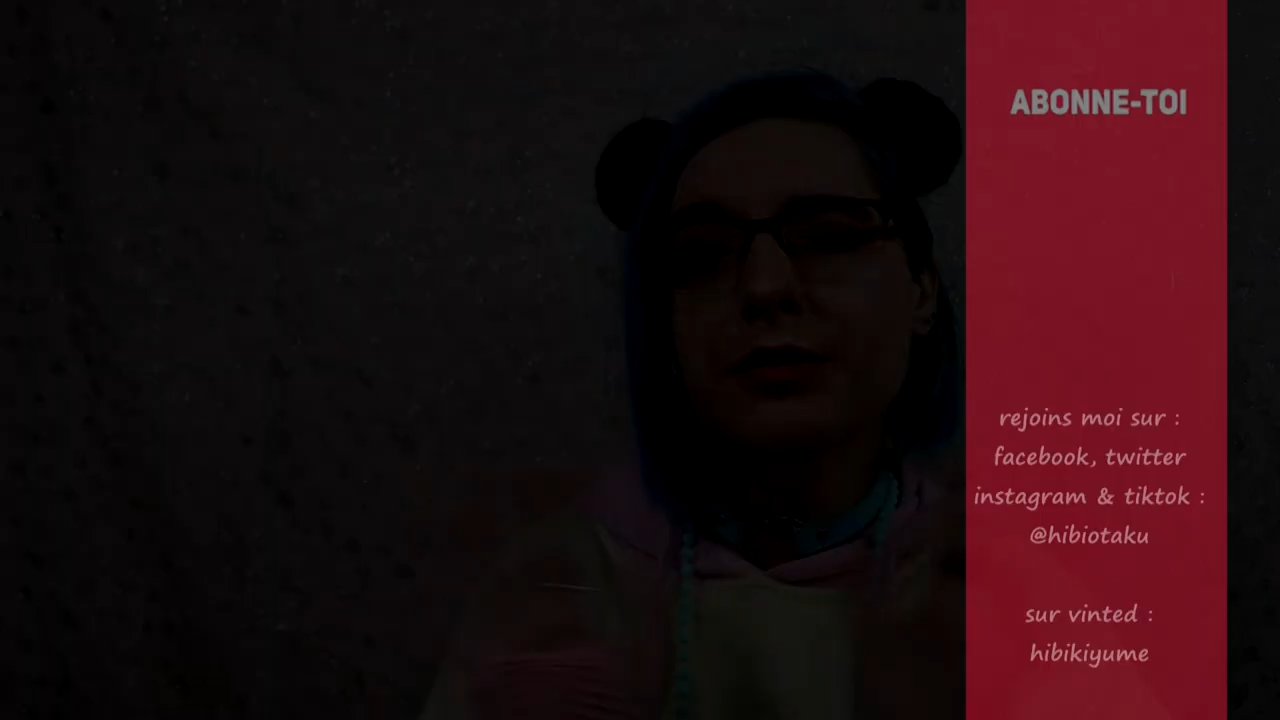 ABONNE-TOI
rejoins moi sur :
facebook, twitter
instagram & tiktok :
@hibiotaku
sur vinted :
hibikiyume